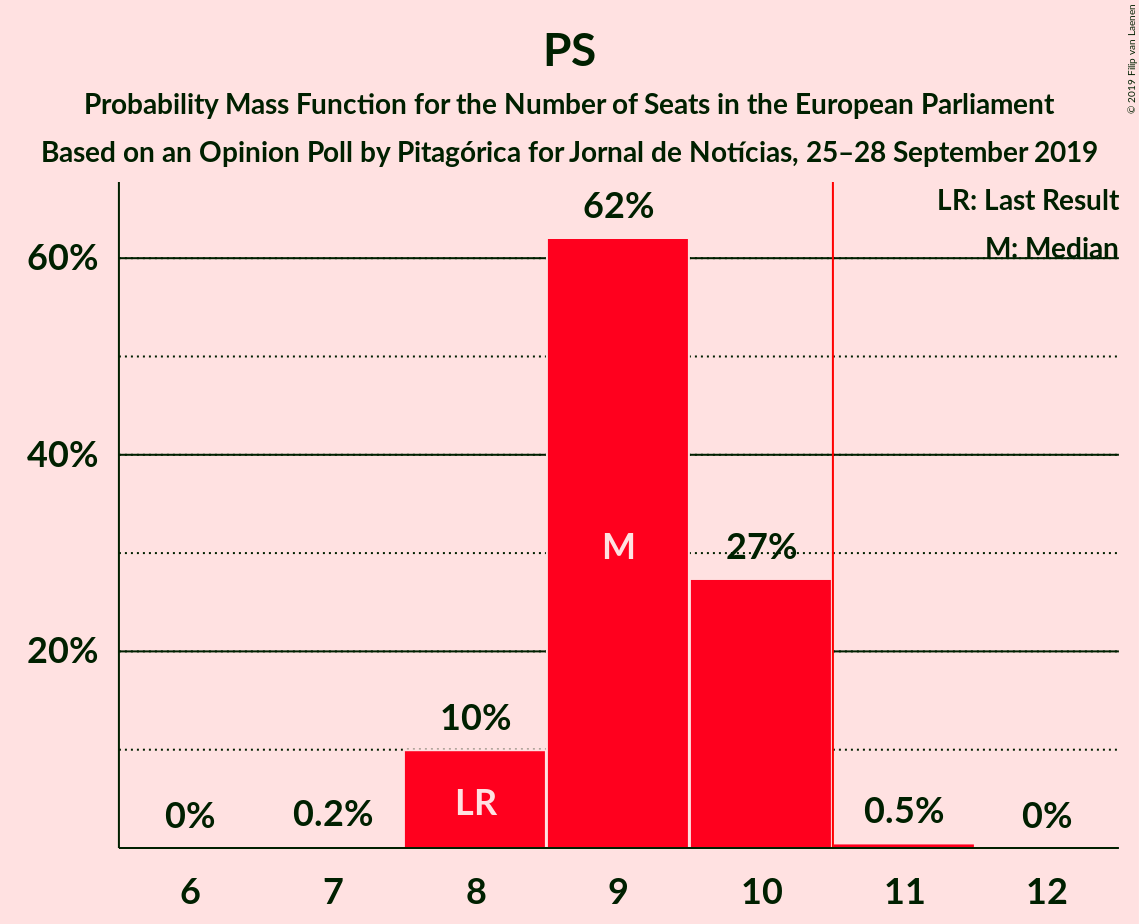 PS
Probability Mass Function for the Number of Seats in the European Parliament
Based on an Opinion Poll by Pitagórica for Jornal de Notícias, 25–28 September 2019
© 2019 Filip van Laenen
LR: Last Result
M: Median
60%
40%
20%
0%
0.2%
10%
62%
27%
0.5%
0%
LR
M
6 7 8 9 10 11 12